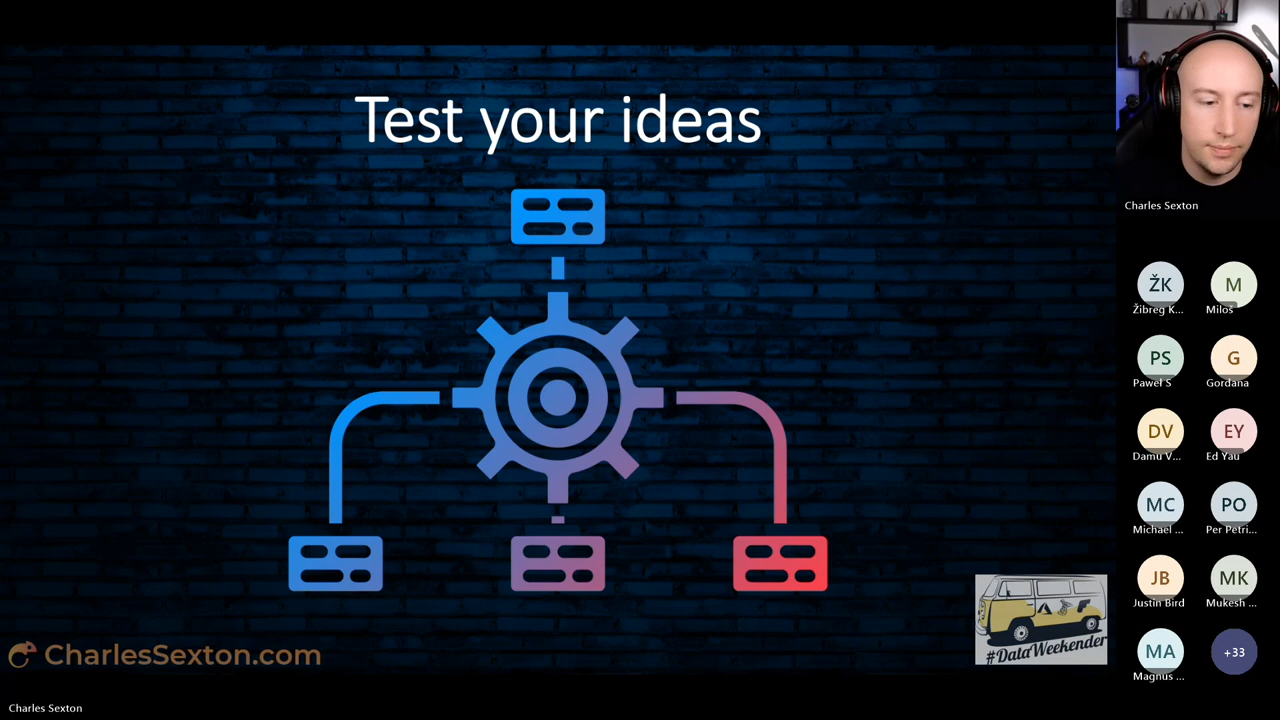 Test your ideas
CharlesSexton.com
#DataWeekender
Charles Sexton
Charles Sexton
ŽK
Žibreg K...
M
Miloš
PS
Paweł S
G
Gordana
DV
Damu V...
EY
Ed Yau
MC
Michael ...
PO
Per Petri...
JB
Justin Bird
MK
Mukesh ...
MA
Magnus ...
+33